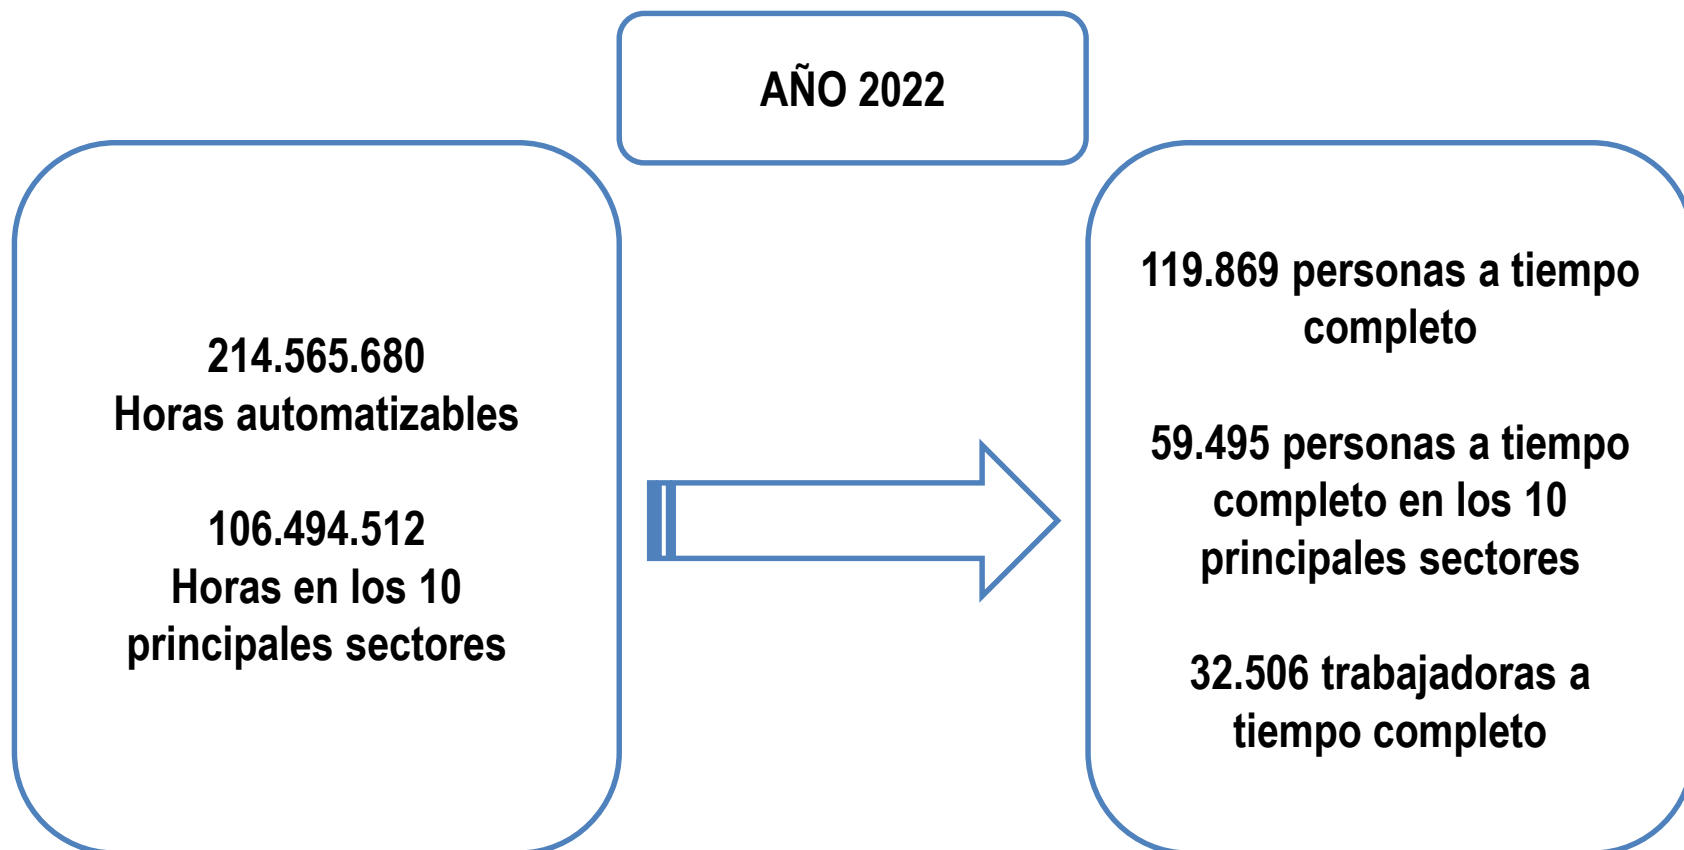 AÑO 2022
214.565.680
Horas automatizables
106.494.512
Horas en los 10
principales sectores
119.869 personas a tiempo
completo
59.495 personas a tiempo
completo en los 10
principales sectores
32.506 trabajadoras a
tiempo completo